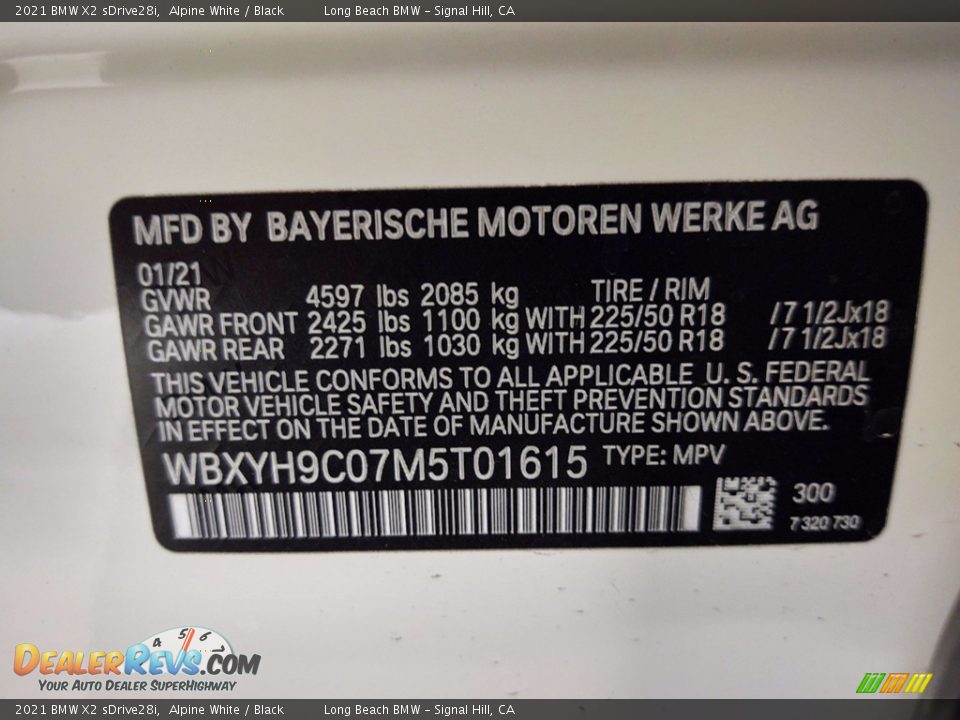 2021 BMW X2 sDrive28i, Alpine White / Black Long Beach BMW - Signal Hill, CA
MFD BY BAYERISCHE MOTOREN WERKE AG
01/21
GVWR 4597 lbs 2085 kg TIRE / RIM
GAWR FRONT 2425 lbs 1100 kg WITH 225/50 R18 /7 1/2Jx18
GAWR REAR 2271 lbs 1030 kg WITH 225/50 R18 /7 1/2Jx18
THIS VEHICLE CONFORMS TO ALL APPLICABLE U. S. FEDERAL
MOTOR VEHICLE SAFETY AND THEFT PREVENTION STANDARDS
IN EFFECT ON THE DATE OF MANUFACTURE SHOWN ABOVE.
WBXYH9C07M5T01615 TYPE: MPV
300
7 320 730
4 5 6
DEALERREVS.COM
YOUR AUTO DEALER SUPERHIGHWAY
2021 BMW X2 sDrive28i, Alpine White / Black Long Beach BMW - Signal Hill, CA